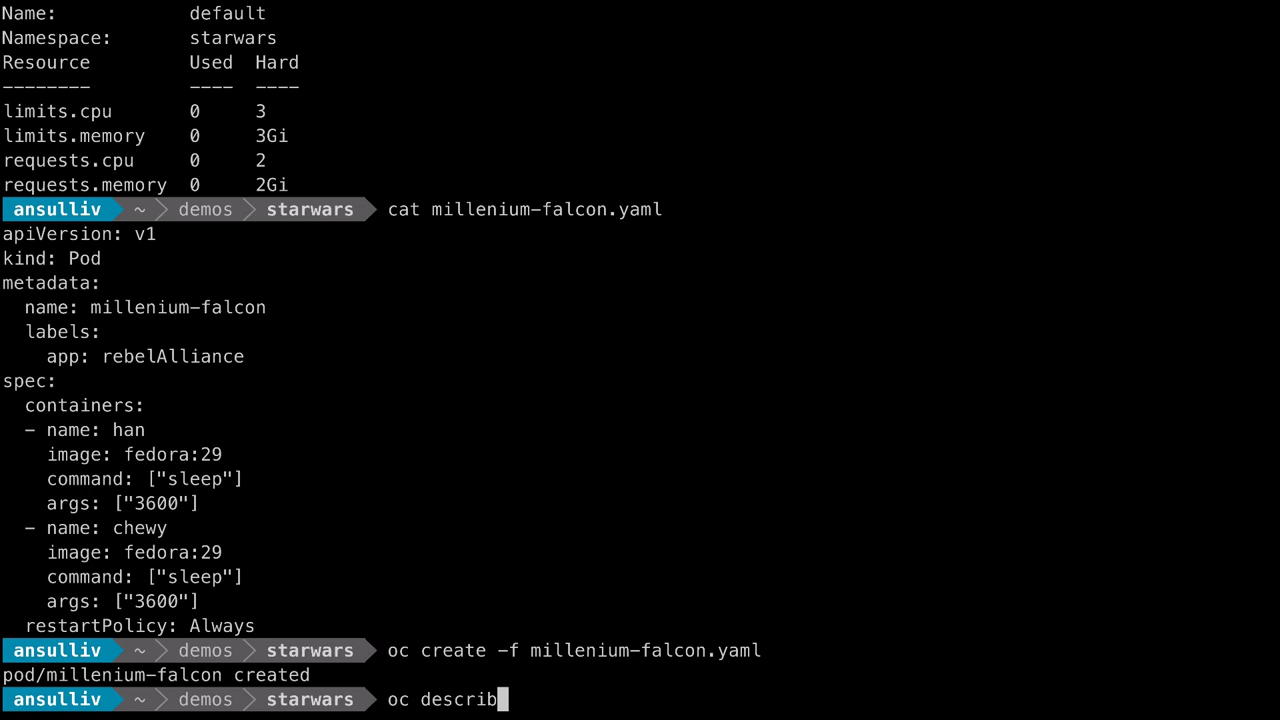 Name:             default
Namespace:        starwars
Resource          Used  Hard
--------          ----  ----
limits.cpu        0     3
limits.memory     0     3Gi
requests.cpu      0     2
requests.memory   0     2Gi
ansulliv ~ demos starwars cat millenium-falcon.yaml
apiVersion: v1
kind: Pod
metadata:
  name: millenium-falcon
  labels:
    app: rebelAlliance
spec:
  containers:
  - name: han
    image: fedora:29
    command: ["sleep"]
    args: ["3600"]
  - name: chewy
    image: fedora:29
    command: ["sleep"]
    args: ["3600"]
  restartPolicy: Always
ansulliv ~ demos starwars oc create -f millenium-falcon.yaml
pod/millenium-falcon created
ansulliv ~ demos starwars oc describ